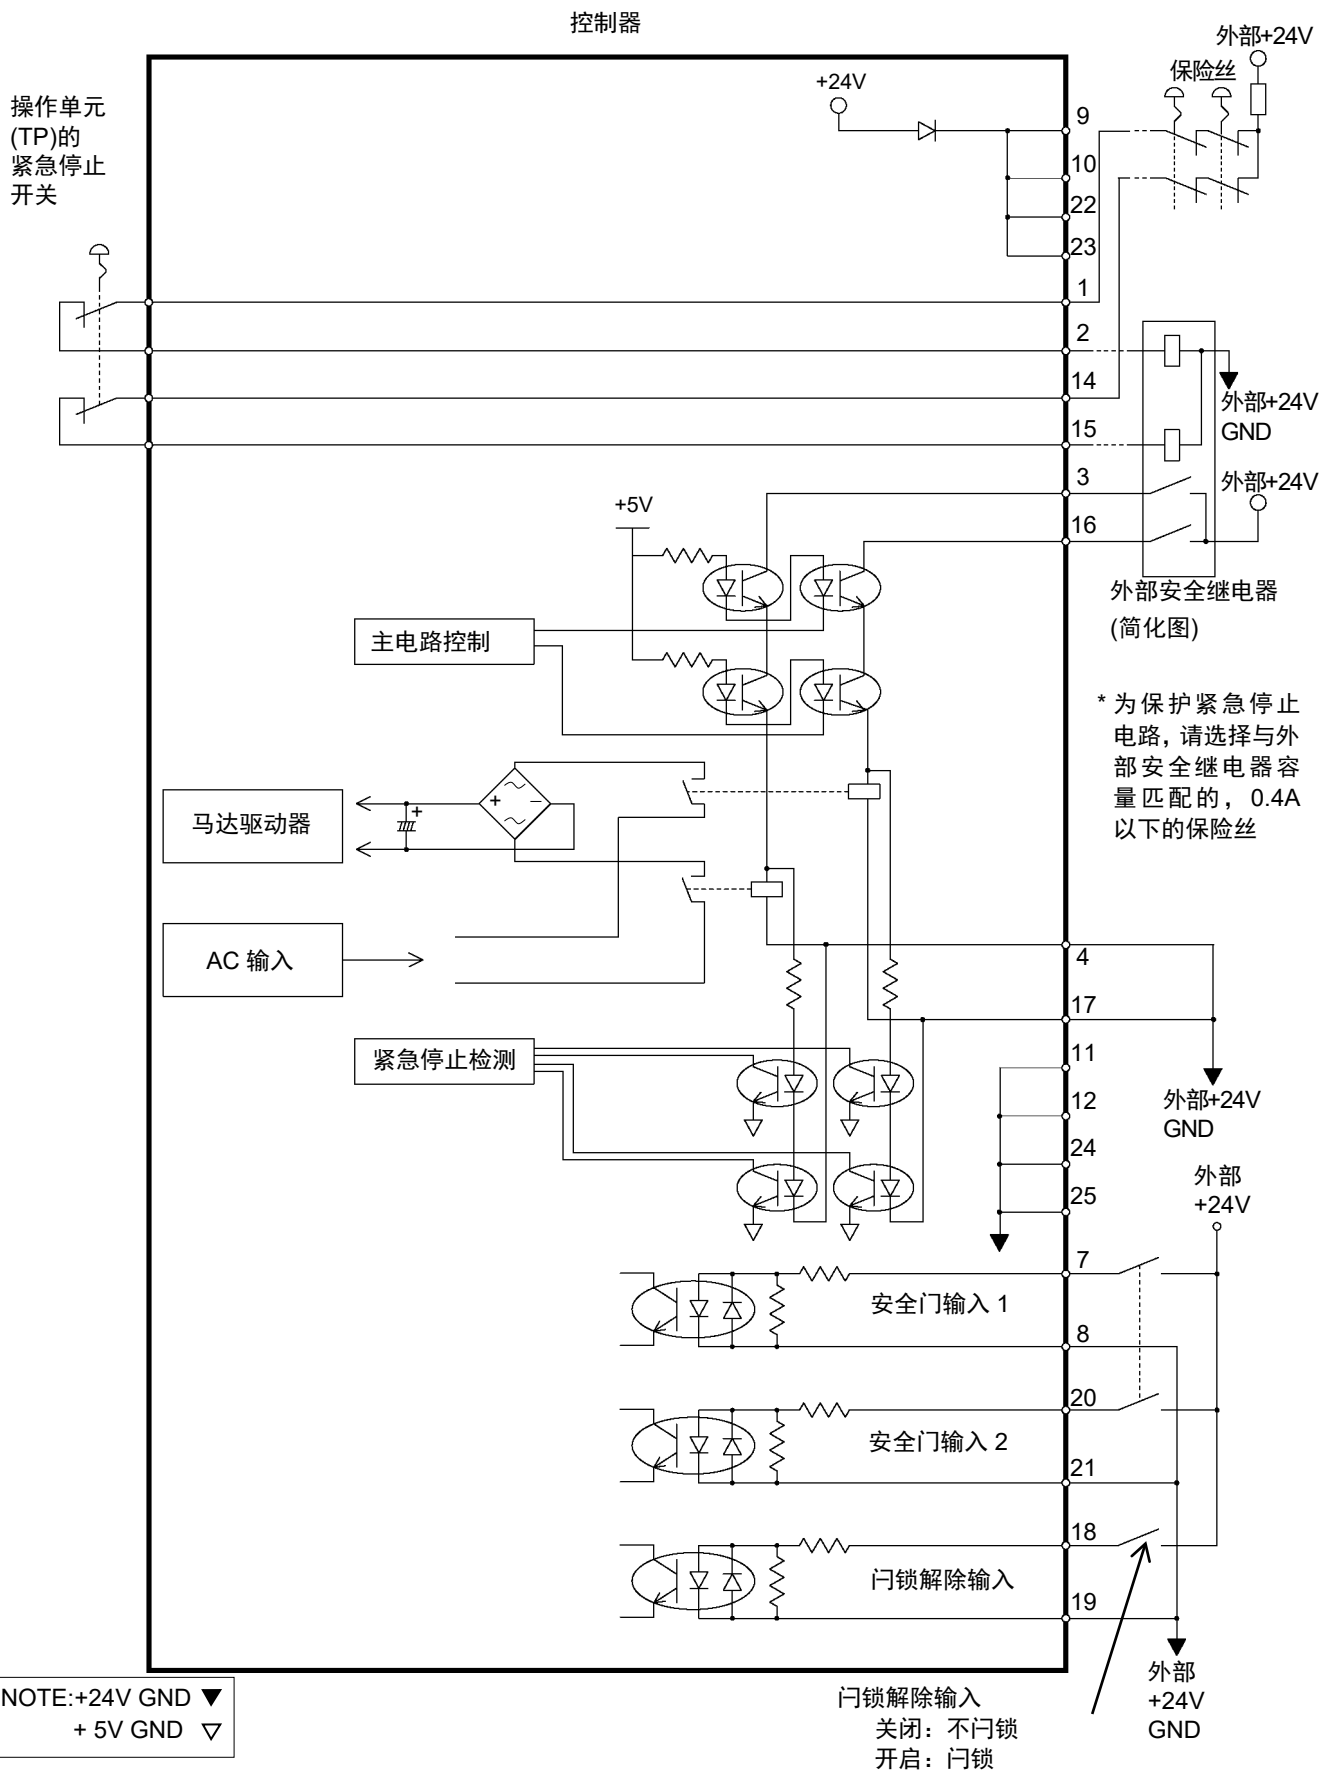 控制器
外部+24V
保险丝
+24V
操作单元
(TP)的
紧急停止
开关
9
10
22
23
1
2
14
外部+24V
GND
15
3
外部+24V
16
+5V
外部安全继电器
(简化图)
主电路控制
* 为保护紧急停止
电路，请选择与外
部安全继电器容
量匹配的，0.4A
以下的保险丝
+
−
+
马达驱动器
AC 输入
4
17
紧急停止检测
11
12
外部+24V
GND
24
25
外部
+24V
7
安全门输入 1
8
20
安全门输入 2
21
18
闩锁解除输入
19
外部
+24V
GND
NOTE:+24V GND ▼
+ 5V GND ▽
闩锁解除输入
关闭：不闩锁
开启：闩锁